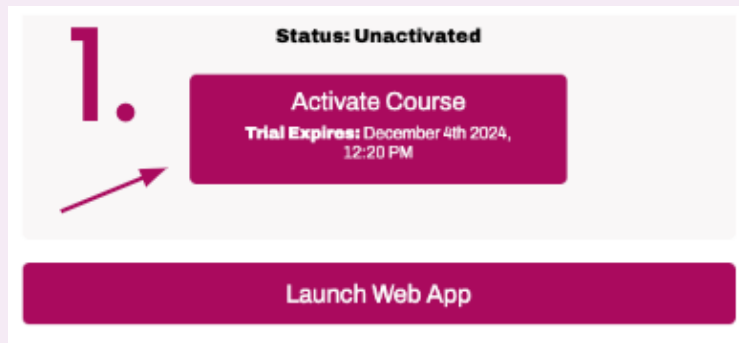 1.
Status: Unactivated
Activate Course
Trial Expires: December 4th 2024,
12:20 PM
Launch Web App